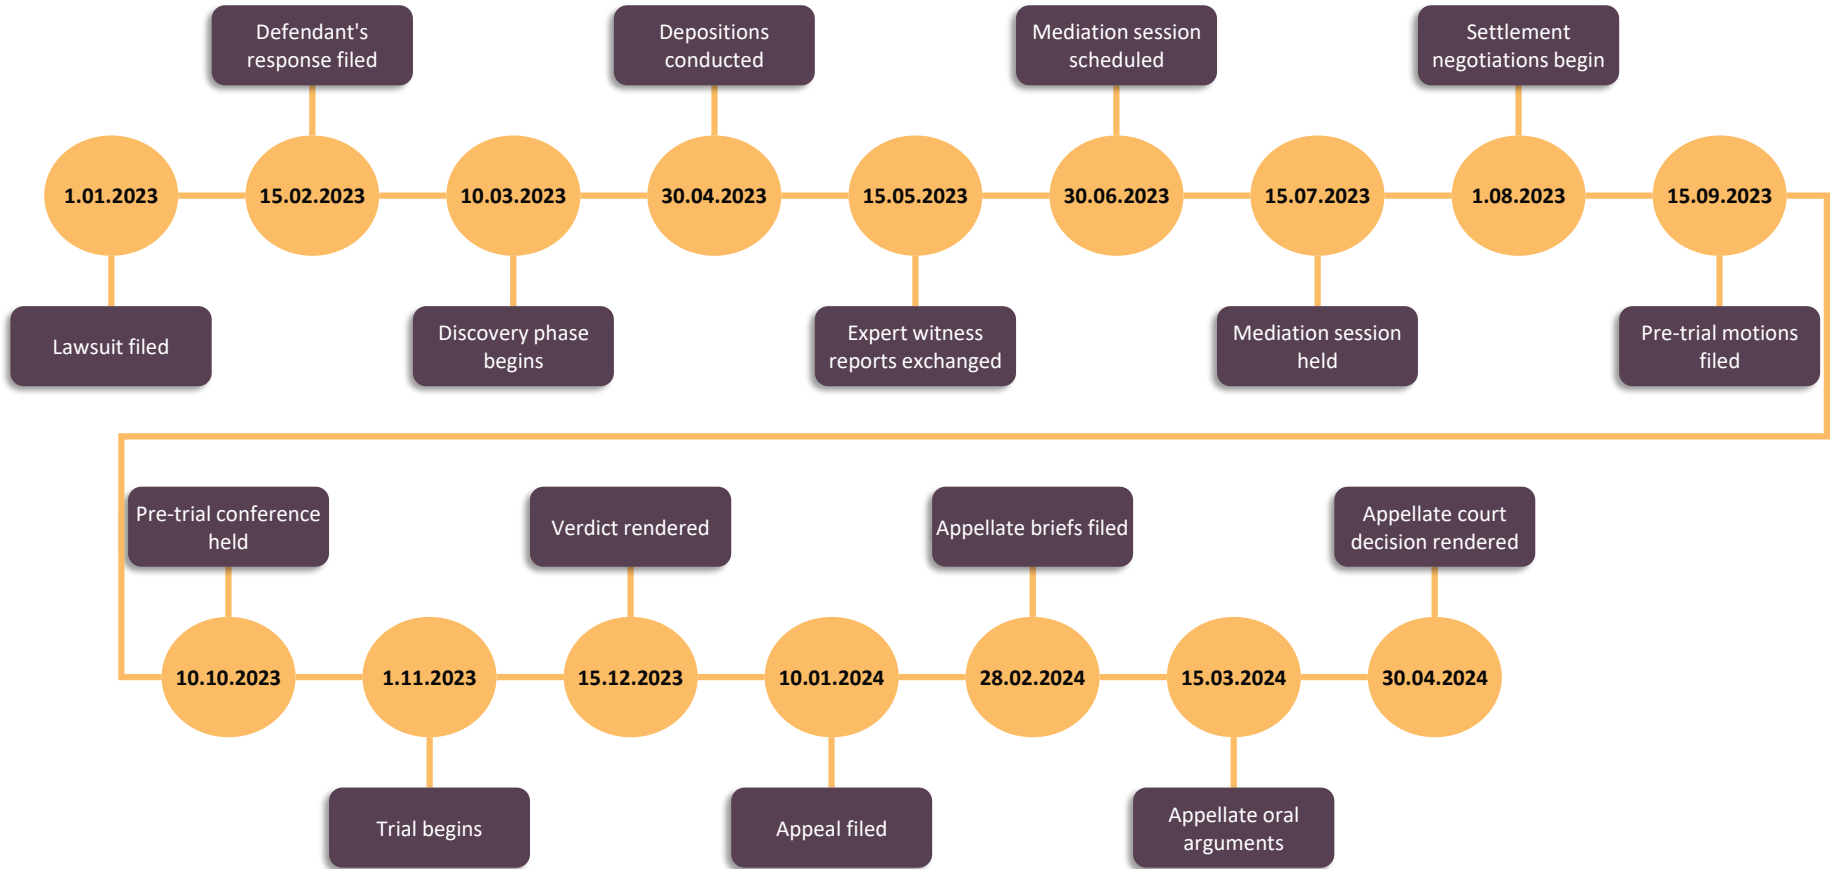 Defendant's
response filed
Depositions
conducted
Mediation session
scheduled
Settlement
negotiations begin
1.01.2023
15.02.2023
10.03.2023
30.04.2023
15.05.2023
30.06.2023
15.07.2023
1.08.2023
15.09.2023
Lawsuit filed
Discovery phase
begins
Expert witness
reports exchanged
Mediation session
held
Pre-trial motions
filed
Pre-trial conference
held
Verdict rendered
Appellate briefs filed
Appellate court
decision rendered
10.10.2023
1.11.2023
15.12.2023
10.01.2024
28.02.2024
15.03.2024
30.04.2024
Trial begins
Appeal filed
Appellate oral
arguments